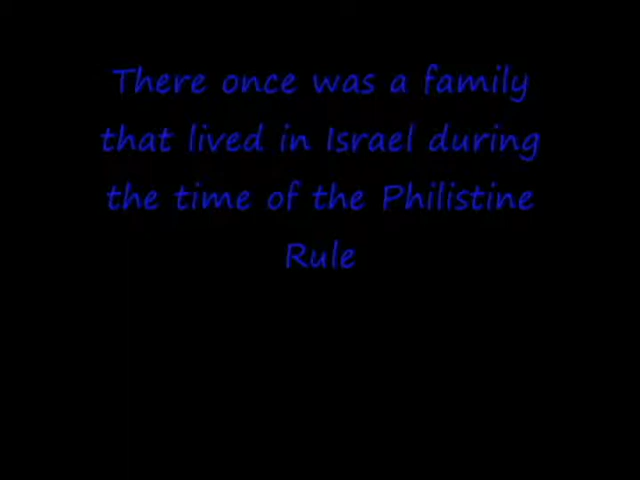 There once was a family
that lived in Israel during
the time of the Philistine
Rule